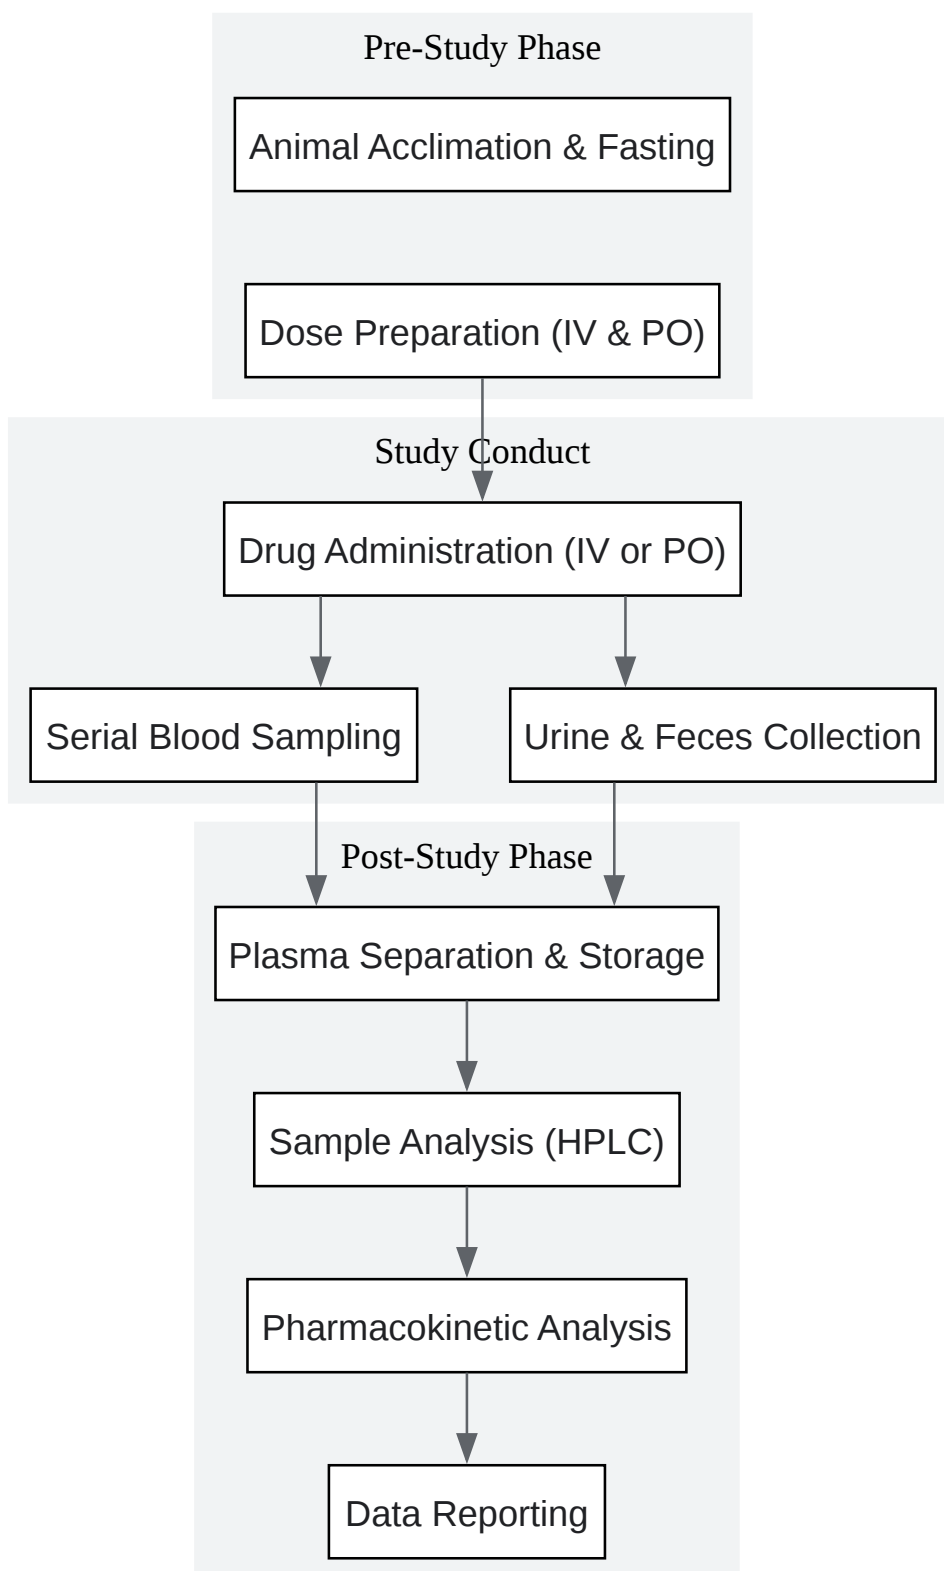 Pre-Study Phase
Animal Acclimation & Fasting
Dose Preparation (IV & PO)
Study Conduct
Drug Administration (IV or PO)
Serial Blood Sampling
Urine & Feces Collection
Post-Study Phase
Plasma Separation & Storage
Sample Analysis (HPLC)
Pharmacokinetic Analysis
Data Reporting